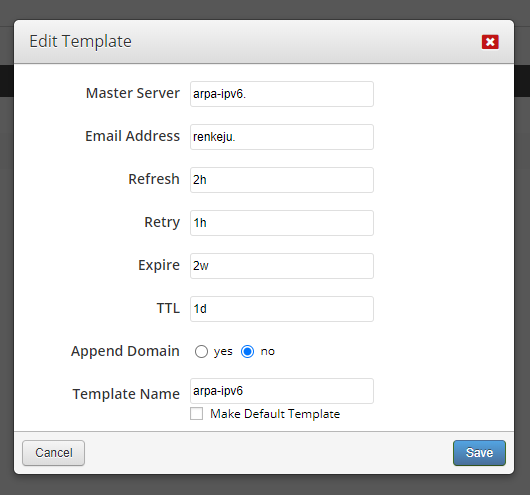 Edit Template
Master Server arpa-ipv6.
Email Address renkeju.
Refresh 2h
Retry 1h
Expire 2w
TTL 1d
Append Domain yes no
Template Name arpa-ipv6
Make Default Template
Cancel Save